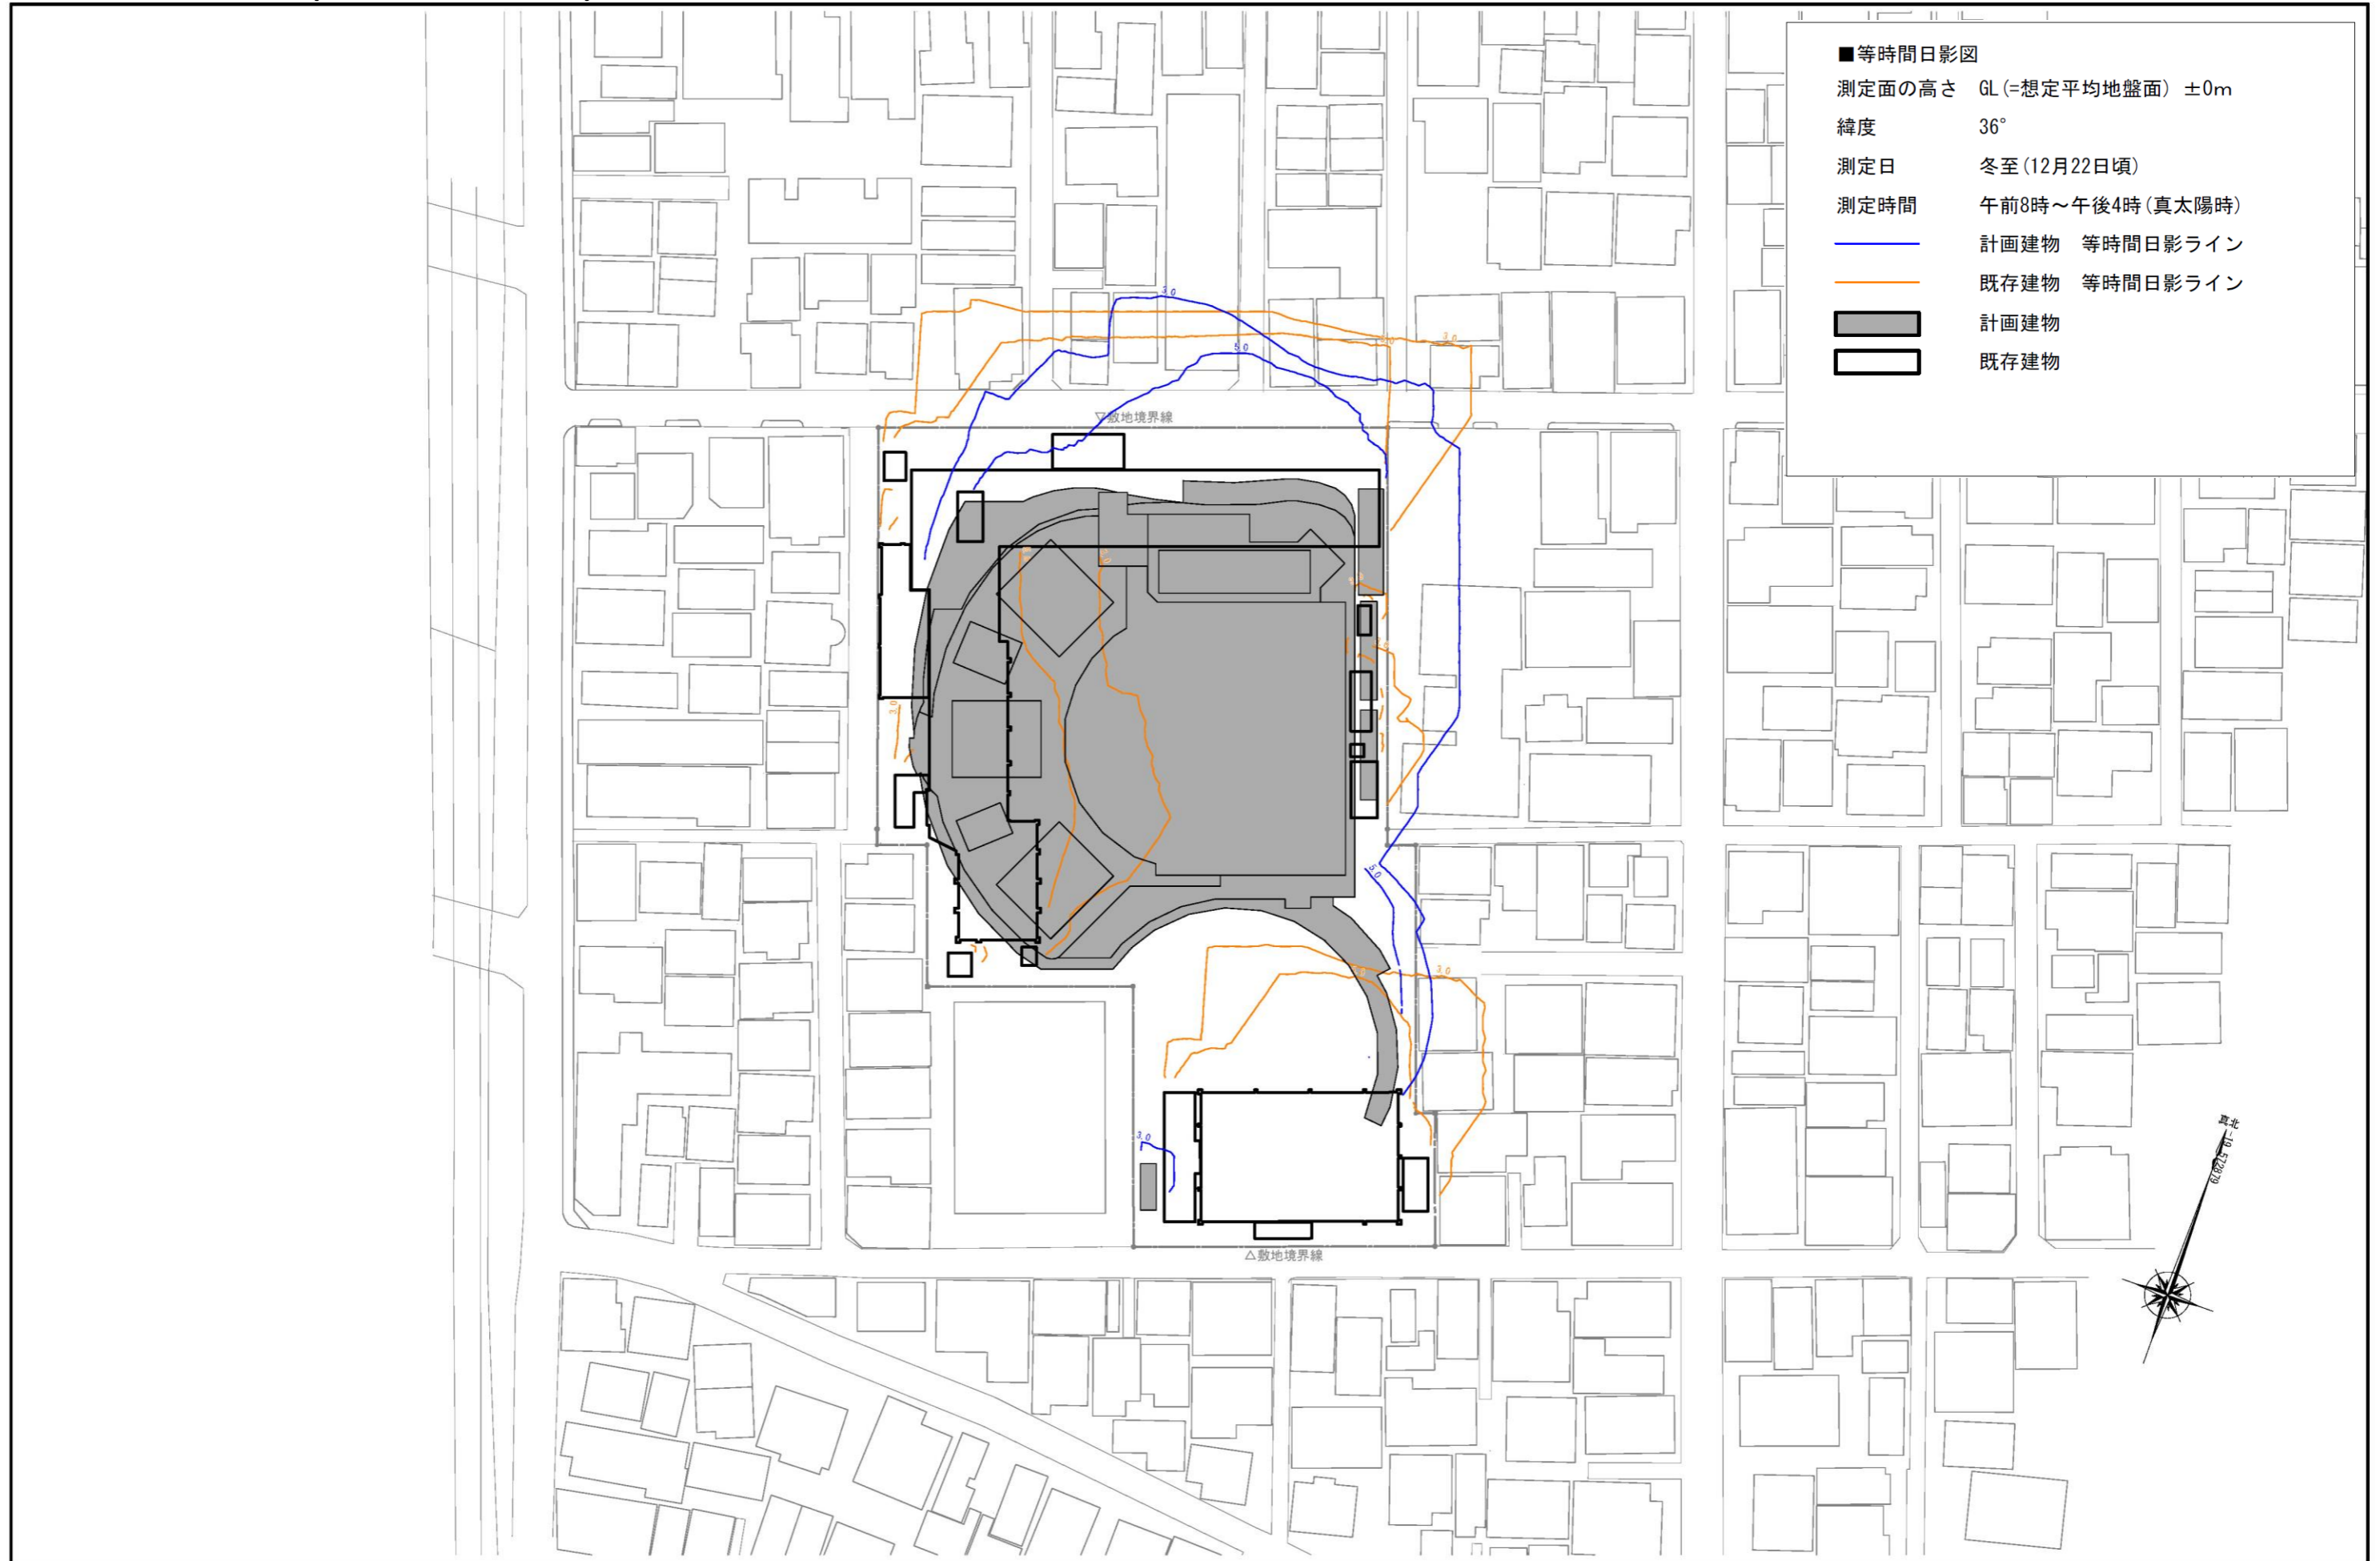 ■等時間日影図
測定面の高さ GL(=想定平均地盤面) ±0m
緯度 36°
測定日 冬至(12月22日頃)
測定時間 午前8時～午後4時(真太陽時)
計画建物 等時間日影ライン
既存建物 等時間日影ライン
計画建物
既存建物
3.0
5.0
3.0
▽敷地境界線
3.0
3.0
5.0
3.0
3.0
△敷地境界線
真北 -19.572879